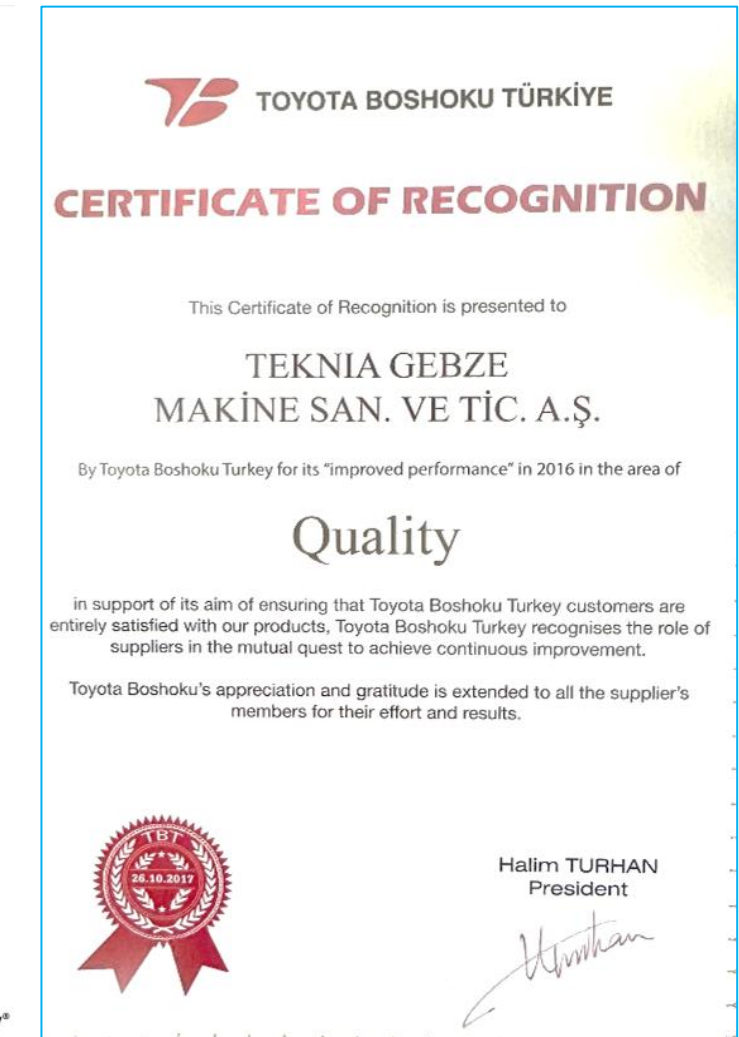 TOYOTA BOSHOKU TÜRKİYE
CERTIFICATE OF RECOGNITION
This Certificate of Recognition is presented to
TEKNIA GEBZE
MAKİNE SAN. VE TİC. A.Ş.
By Toyota Boshoku Turkey for its “improved performance” in 2016 in the area of
Quality
in support of its aim of ensuring that Toyota Boshoku Turkey customers are
entirely satisfied with our products, Toyota Boshoku Turkey recognises the role of
suppliers in the mutual quest to achieve continuous improvement.
Toyota Boshoku's appreciation and gratitude is extended to all the supplier's
members for their effort and results.
TBT
26.10.2017
Halim TURHAN
President